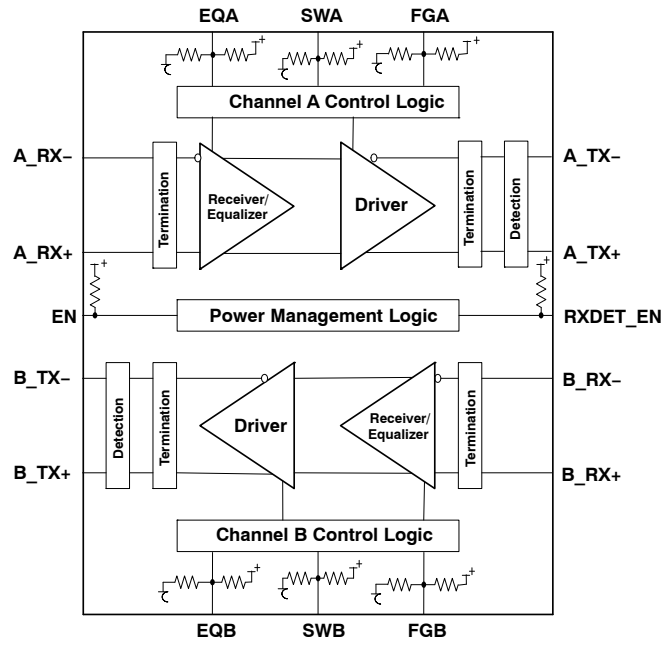 EQA SWA FGA
+ + +
Channel A Control Logic
A_RX− A_TX−
Termination
Receiver/
Equalizer
Driver
Termination
Detection
A_RX+ A_TX+
+ +
EN Power Management Logic RXDET_EN
B_TX− B_RX−
Detection
Termination
Driver
Receiver/
Equalizer
Termination
B_TX+ B_RX+
Channel B Control Logic
+ + +
EQB SWB FGB